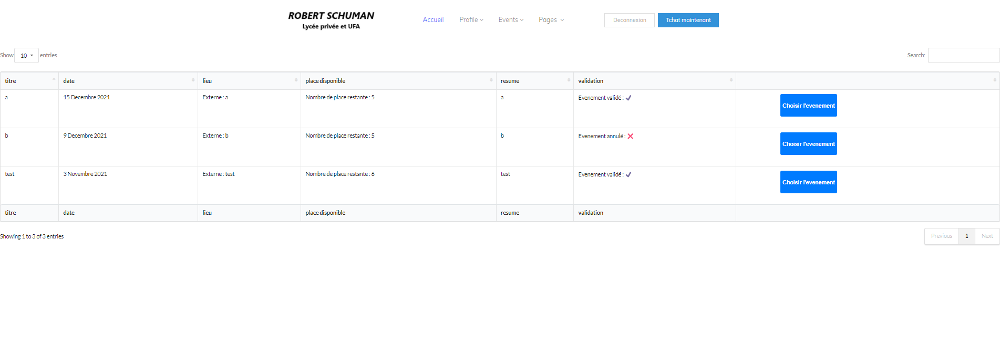 ROBERT SCHUMAN
Lycée privée et UFA
Accueil Profile Events Pages Deconnexion Tchat maintenant
Show 10 entries Search:
titre date lieu place disponible resume validation
a 15 Decembre 2021 Externe : a Nombre de place restante : 5 a Evenement validé : ✔ Choisir l'evenement
b 9 Decembre 2021 Externe : b Nombre de place restante : 5 b Evenement annulé : ❌ Choisir l'evenement
test 3 Novembre 2021 Externe : test Nombre de place restante : 6 test Evenement validé : ✔ Choisir l'evenement
titre date lieu place disponible resume validation
Showing 1 to 3 of 3 entries Previous 1 Next